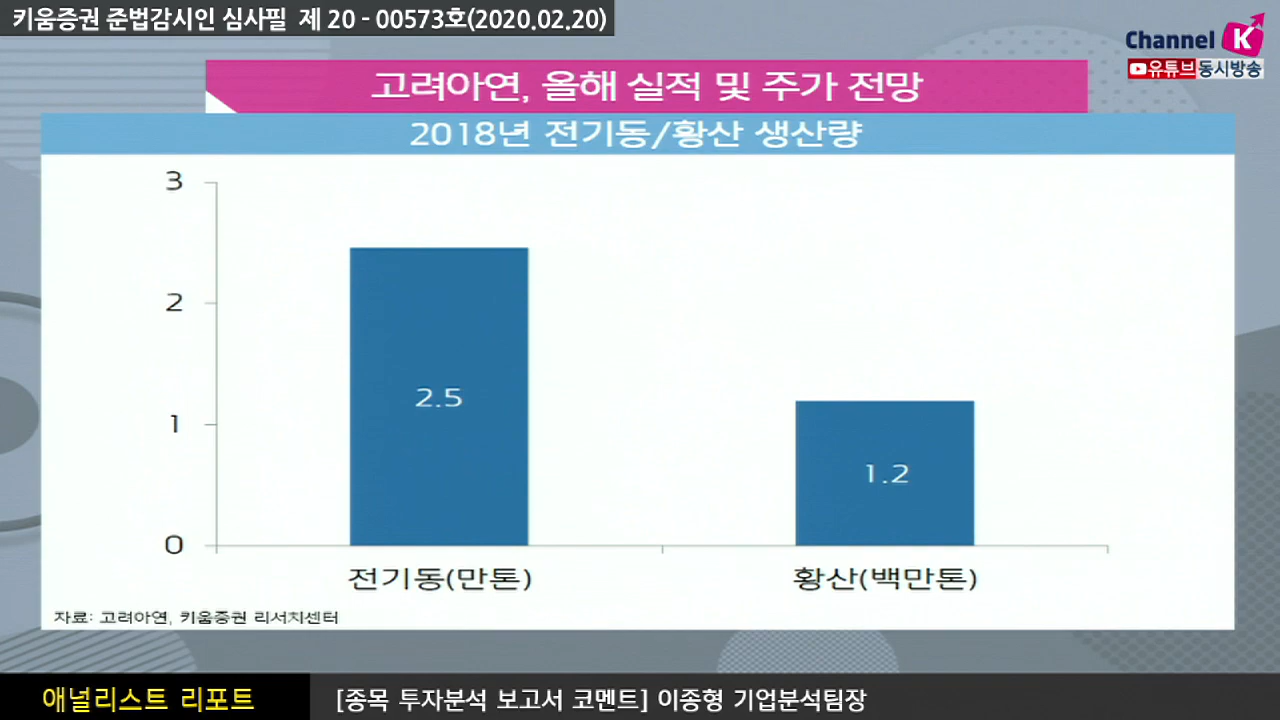 키움증권 준법감시인 심사필 제 20 - 00573호(2020.02.20)
Channel K
유튜브동시방송
고려아연, 올해 실적 및 주가 전망
2018년 전기동/황산 생산량
3
2
1
0
2.5
1.2
전기동(만톤)
황산(백만톤)
자료: 고려아연, 키움증권 리서치센터
애널리스트 리포트
[종목 투자분석 보고서 코멘트] 이종형 기업분석팀장